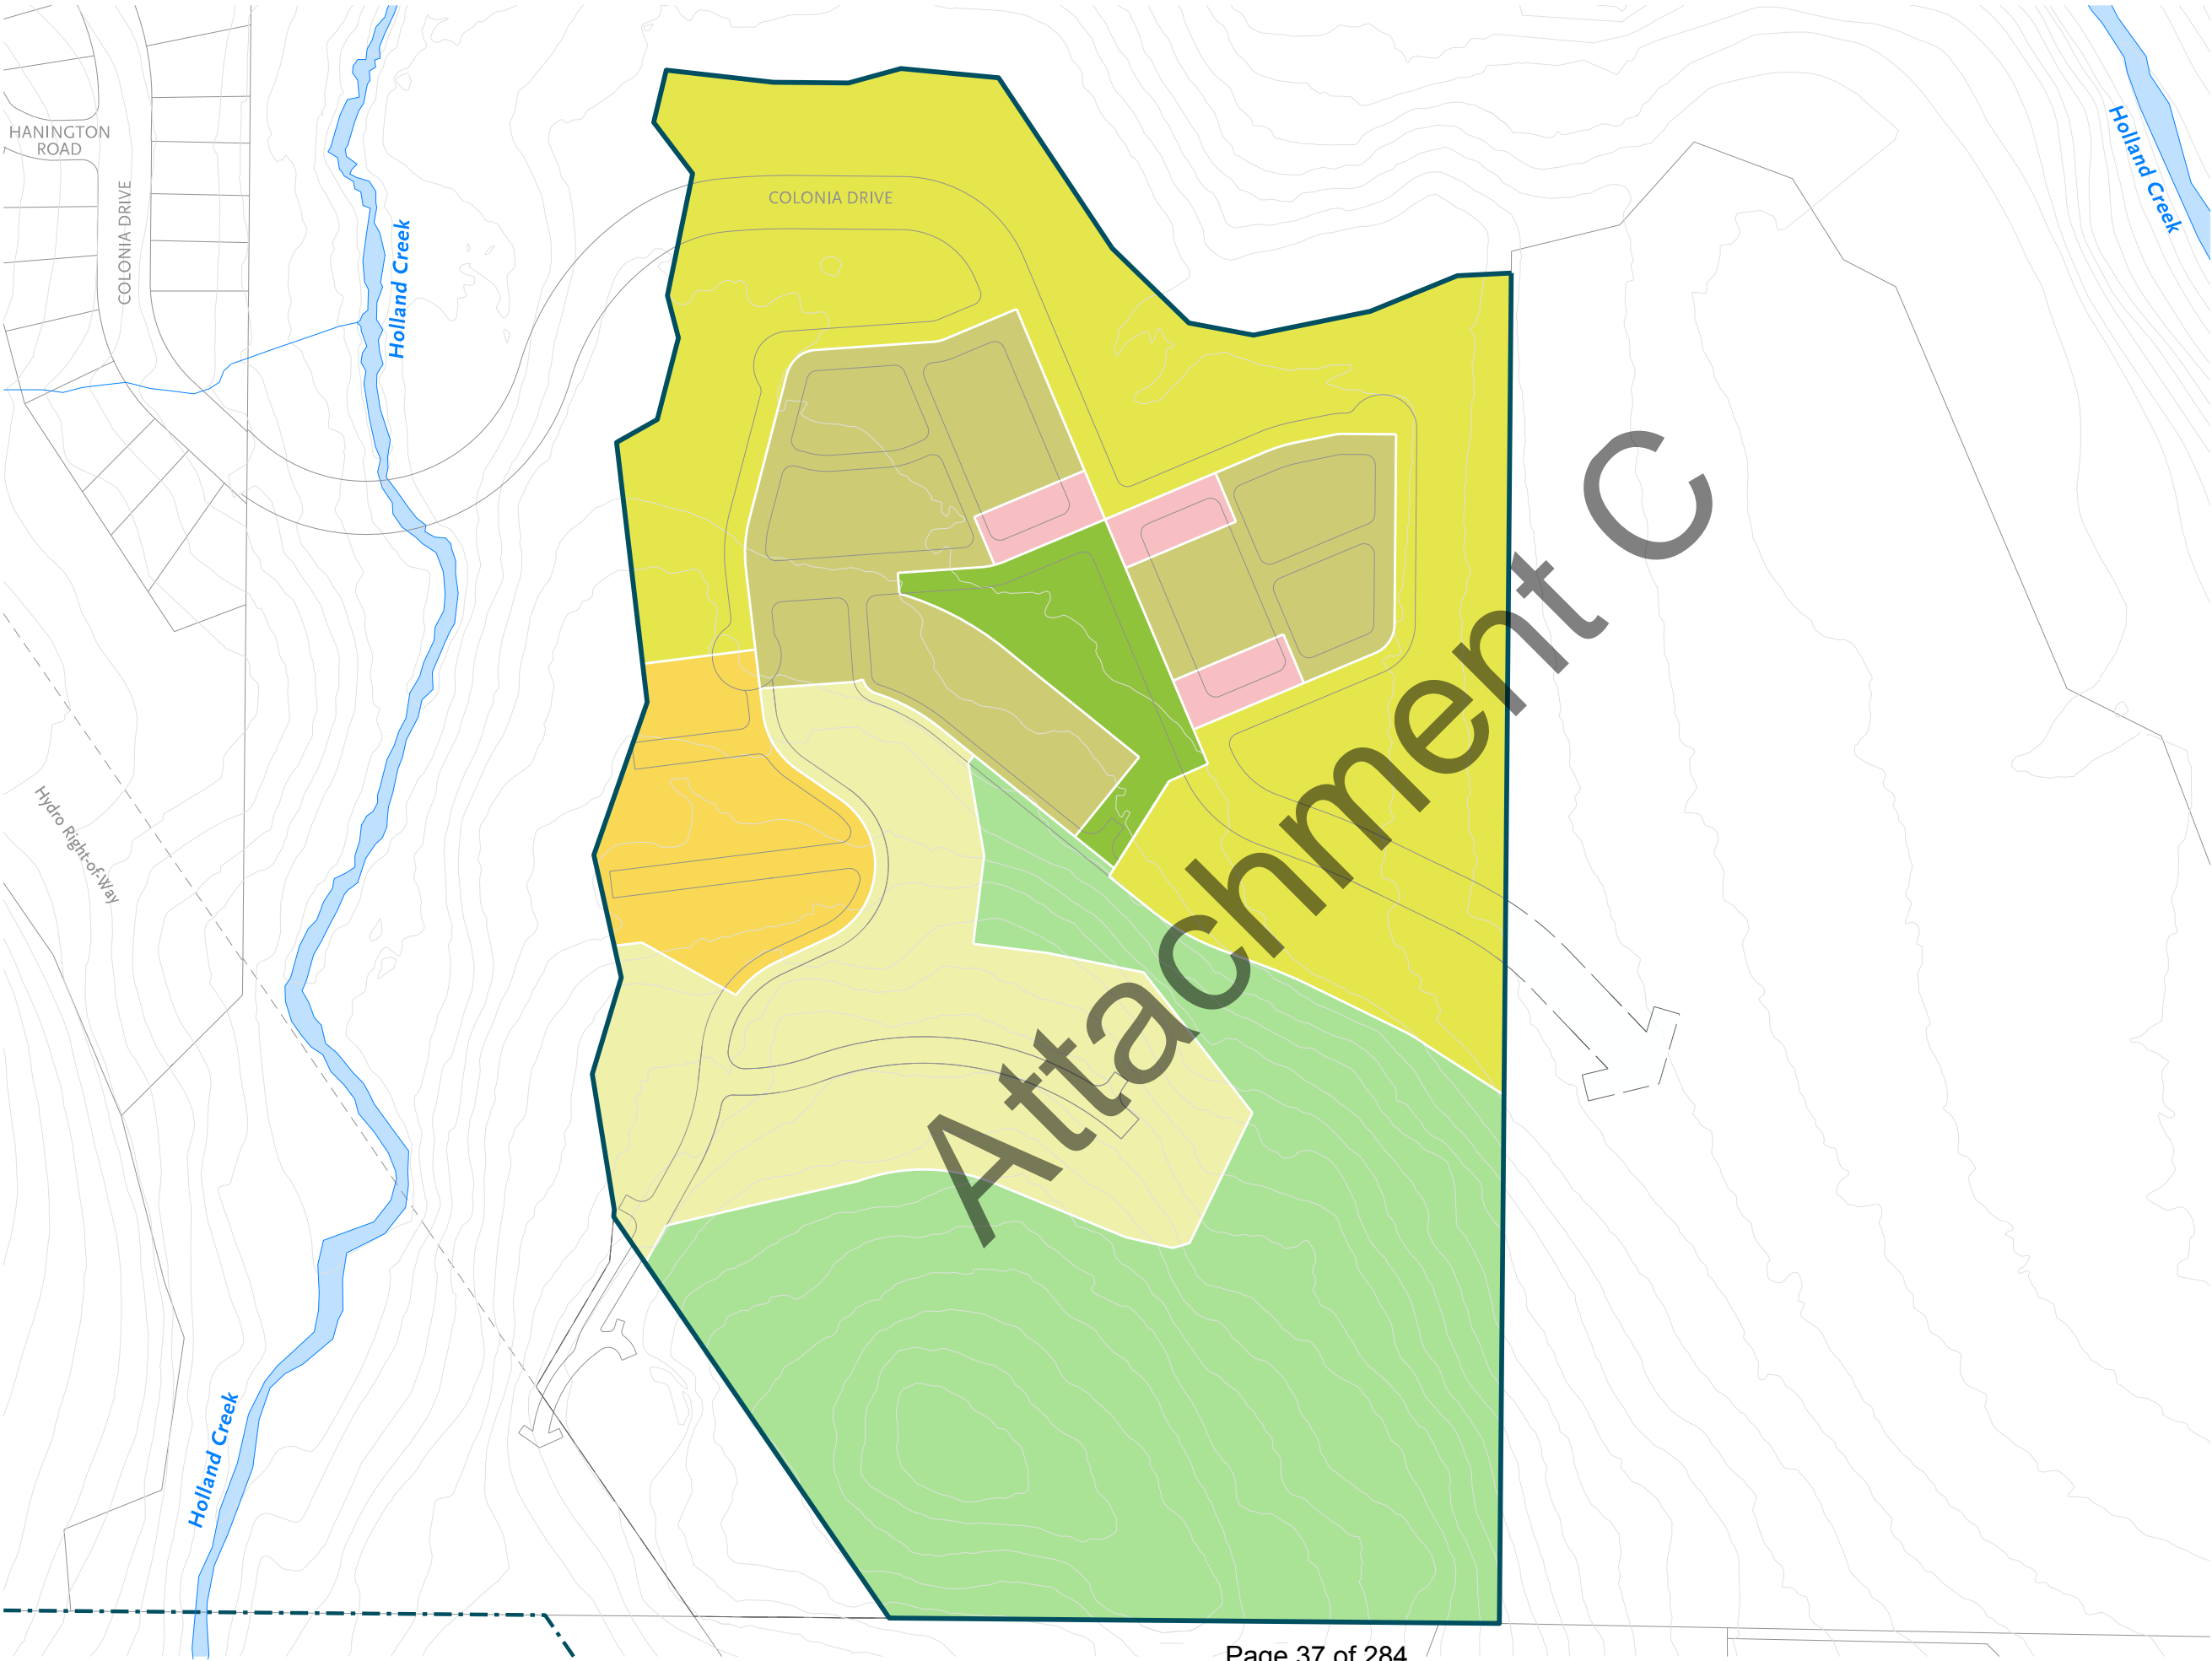 HANINGTON
ROAD
COLONIA DRIVE
Holland Creek
COLONIA DRIVE
Holland Creek
Hydro Right-of-Way
Attachment C
Holland Creek
Page 37 of 284